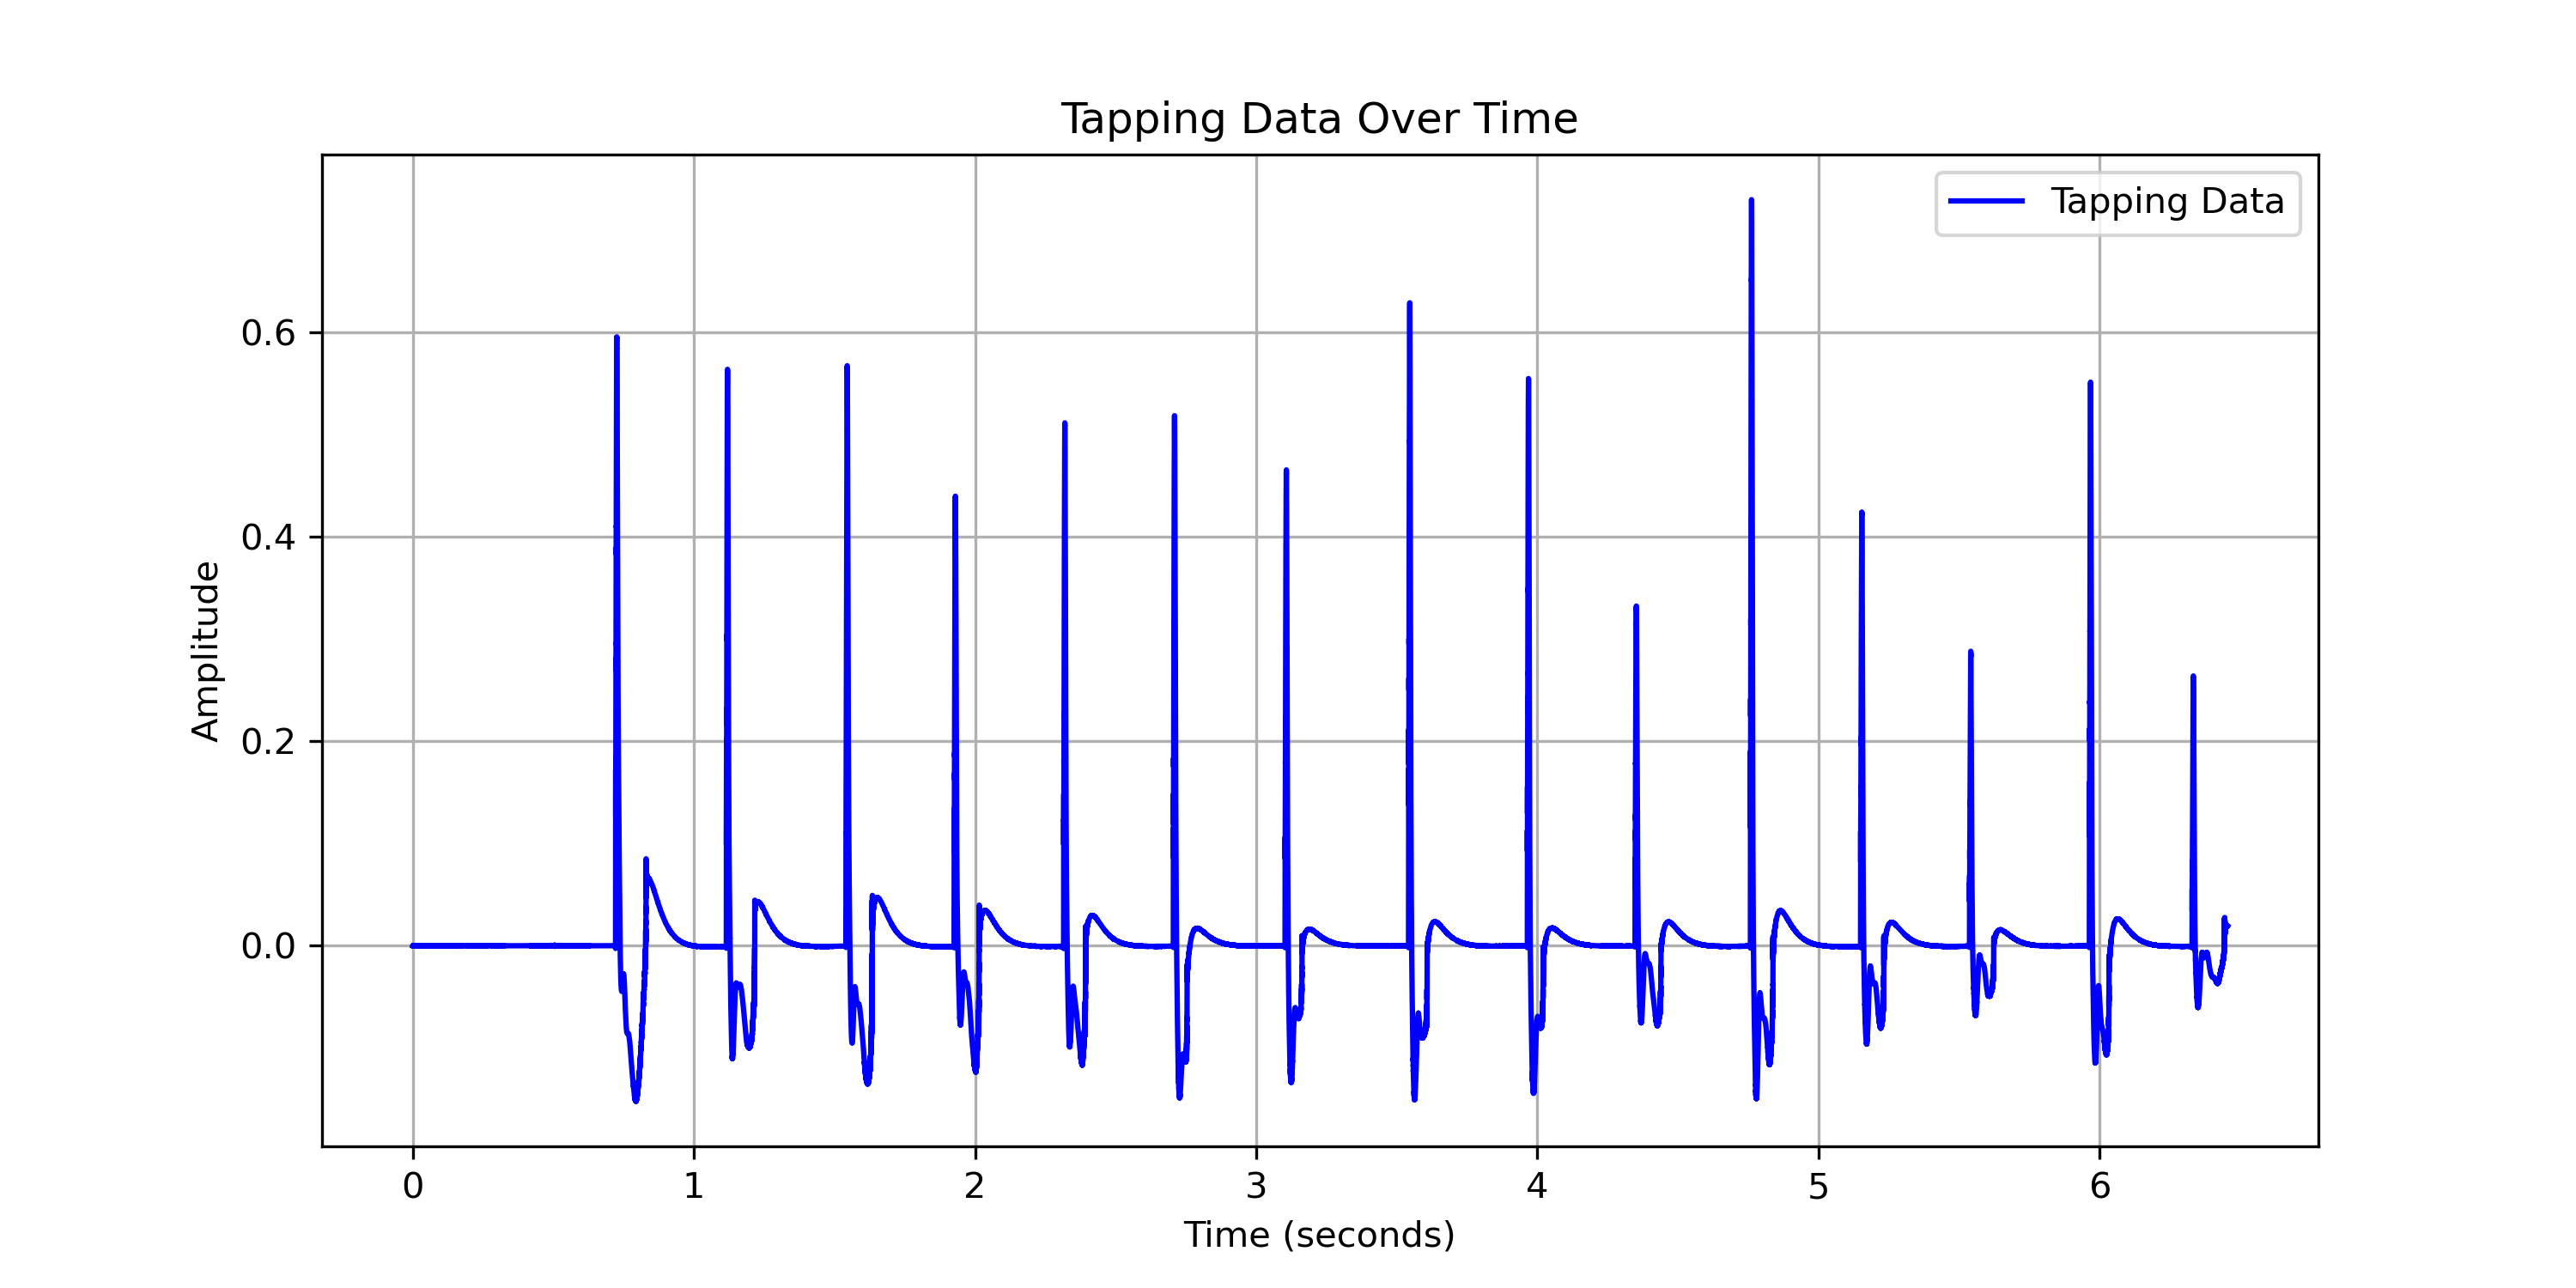 Tapping Data Over Time
Tapping Data
Amplitude
0.6
0.4
0.2
0.0
0 1 2 3 4 5 6
Time (seconds)